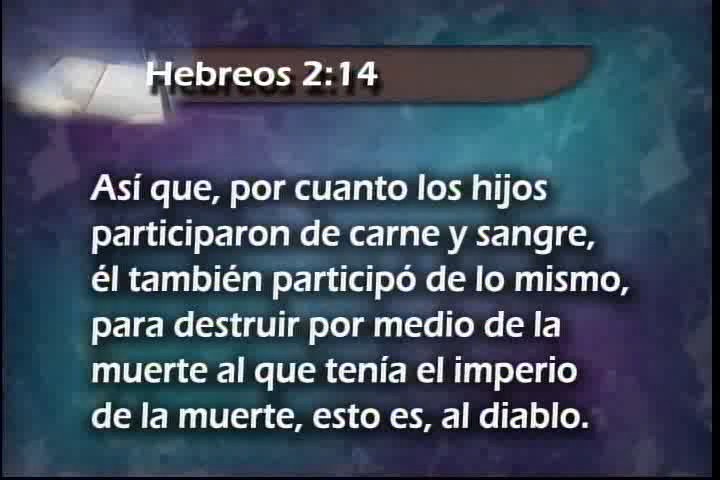 Hebreos 2:14
Así que, por cuanto los hijos
participaron de carne y sangre,
él también participó de lo mismo,
para destruir por medio de la
muerte al que tenía el imperio
de la muerte, esto es, al diablo.